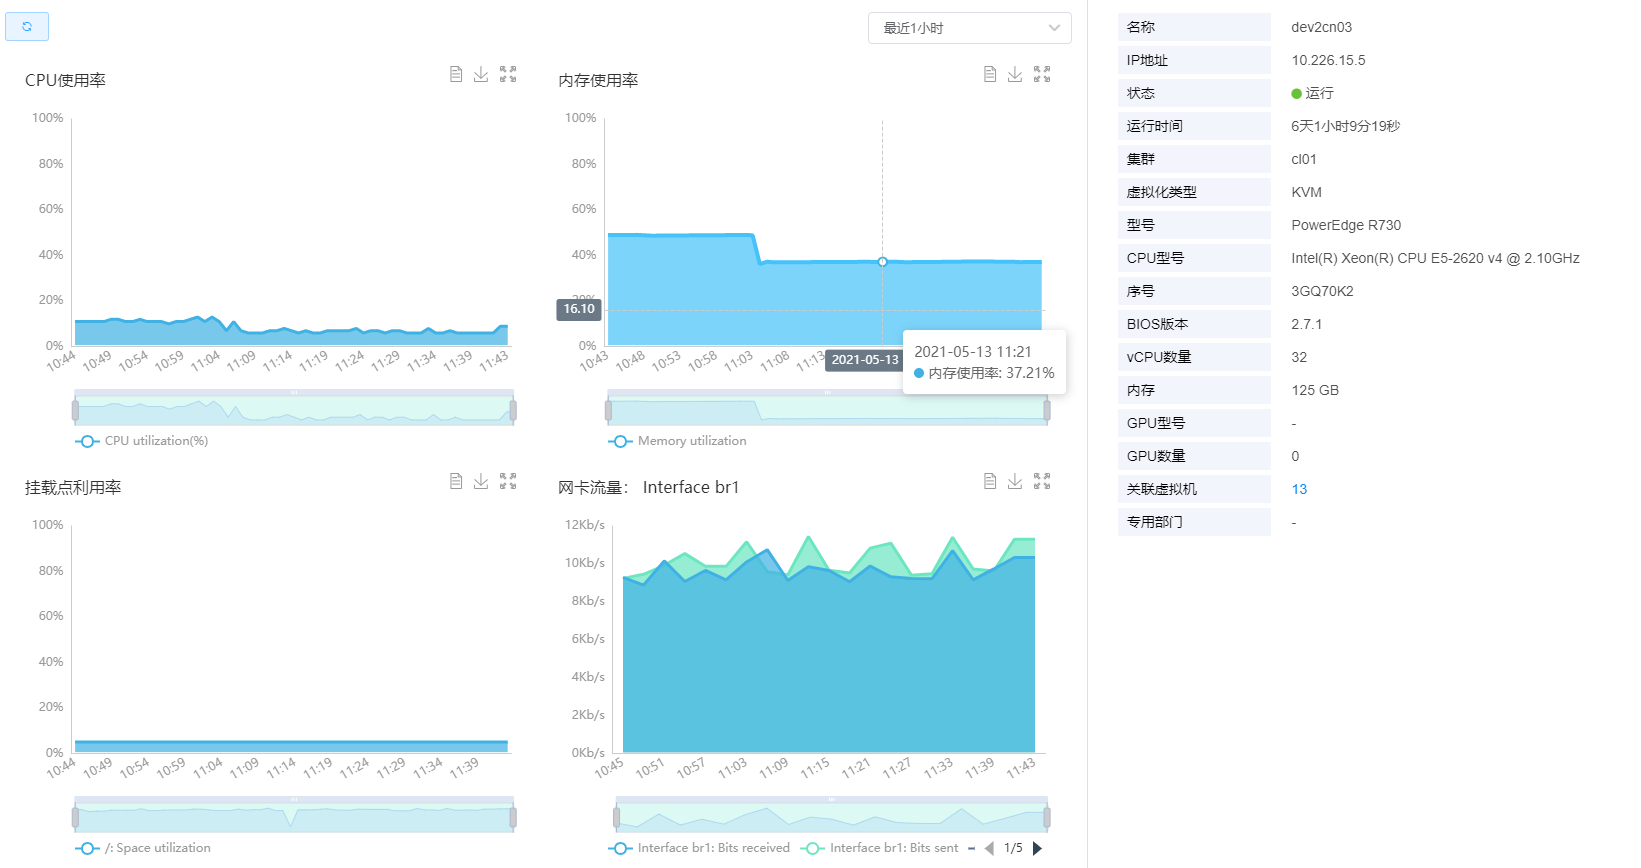 最近1小时
CPU使用率
100%
80%
60%
40%
20%
0%
10:44 10:49 10:54 10:59 11:04 11:09 11:14 11:19 11:24 11:29 11:34 11:39 11:43
CPU utilization(%)
内存使用率
100%
80%
60%
40%
20%
16.10
0%
10:43 10:48 10:53 10:58 11:03 11:08 11:13
2021-05-13
2021-05-13 11:21
内存使用率: 37.21%
Memory utilization
挂载点利用率
100%
80%
60%
40%
20%
0%
10:44 10:49 10:54 10:59 11:04 11:09 11:14 11:19 11:24 11:29 11:34 11:39
/: Space utilization
网卡流量： Interface br1
12Kb/s
10Kb/s
8Kb/s
6Kb/s
4Kb/s
2Kb/s
0Kb/s
10:45 10:51 10:57 11:03 11:09 11:15 11:21 11:27 11:33 11:39 11:43
Interface br1: Bits received Interface br1: Bits sent 1/5
名称 dev2cn03
IP地址 10.226.15.5
状态 运行
运行时间 6天1小时9分19秒
集群 cl01
虚拟化类型 KVM
型号 PowerEdge R730
CPU型号 Intel(R) Xeon(R) CPU E5-2620 v4 @ 2.10GHz
序号 3GQ70K2
BIOS版本 2.7.1
vCPU数量 32
内存 125 GB
GPU型号 -
GPU数量 0
关联虚拟机 13
专用部门 -